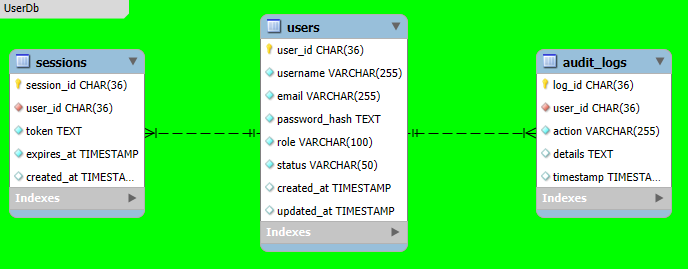 UserDb
sessions
session_id CHAR(36)
user_id CHAR(36)
token TEXT
expires_at TIMESTAMP
created_at TIMESTA...
Indexes
users
user_id CHAR(36)
username VARCHAR(255)
email VARCHAR(255)
password_hash TEXT
role VARCHAR(100)
status VARCHAR(50)
created_at TIMESTAMP
updated_at TIMESTAMP
Indexes
audit_logs
log_id CHAR(36)
user_id CHAR(36)
action VARCHAR(255)
details TEXT
timestamp TIMESTA...
Indexes